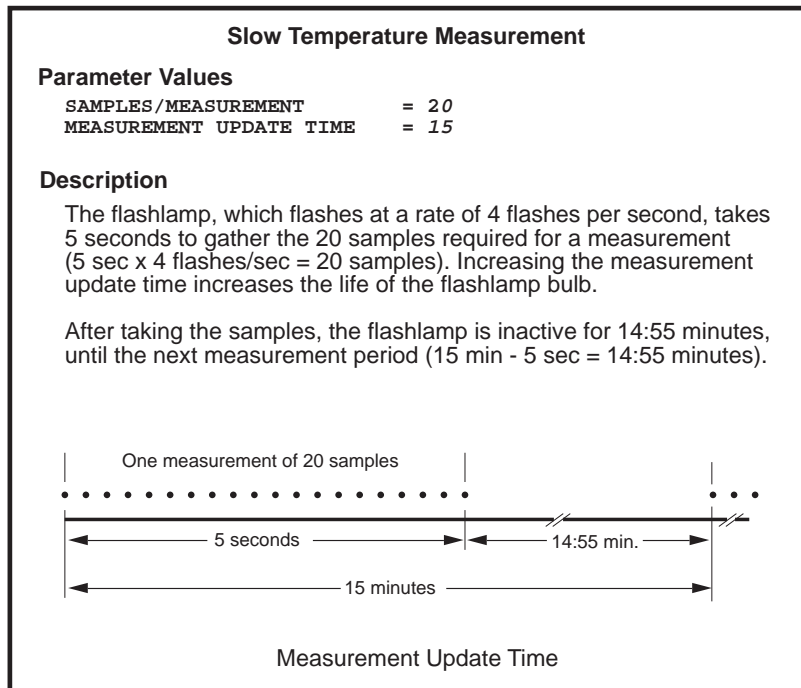 Slow Temperature Measurement
Parameter Values
SAMPLES/MEASUREMENT = 20
MEASUREMENT UPDATE TIME = 15
Description
The flashlamp, which flashes at a rate of 4 flashes per second, takes
5 seconds to gather the 20 samples required for a measurement
(5 sec x 4 flashes/sec = 20 samples). Increasing the measurement
update time increases the life of the flashlamp bulb.
After taking the samples, the flashlamp is inactive for 14:55 minutes,
until the next measurement period (15 min - 5 sec = 14:55 minutes).
One measurement of 20 samples
5 seconds
14:55 min.
15 minutes
Measurement Update Time